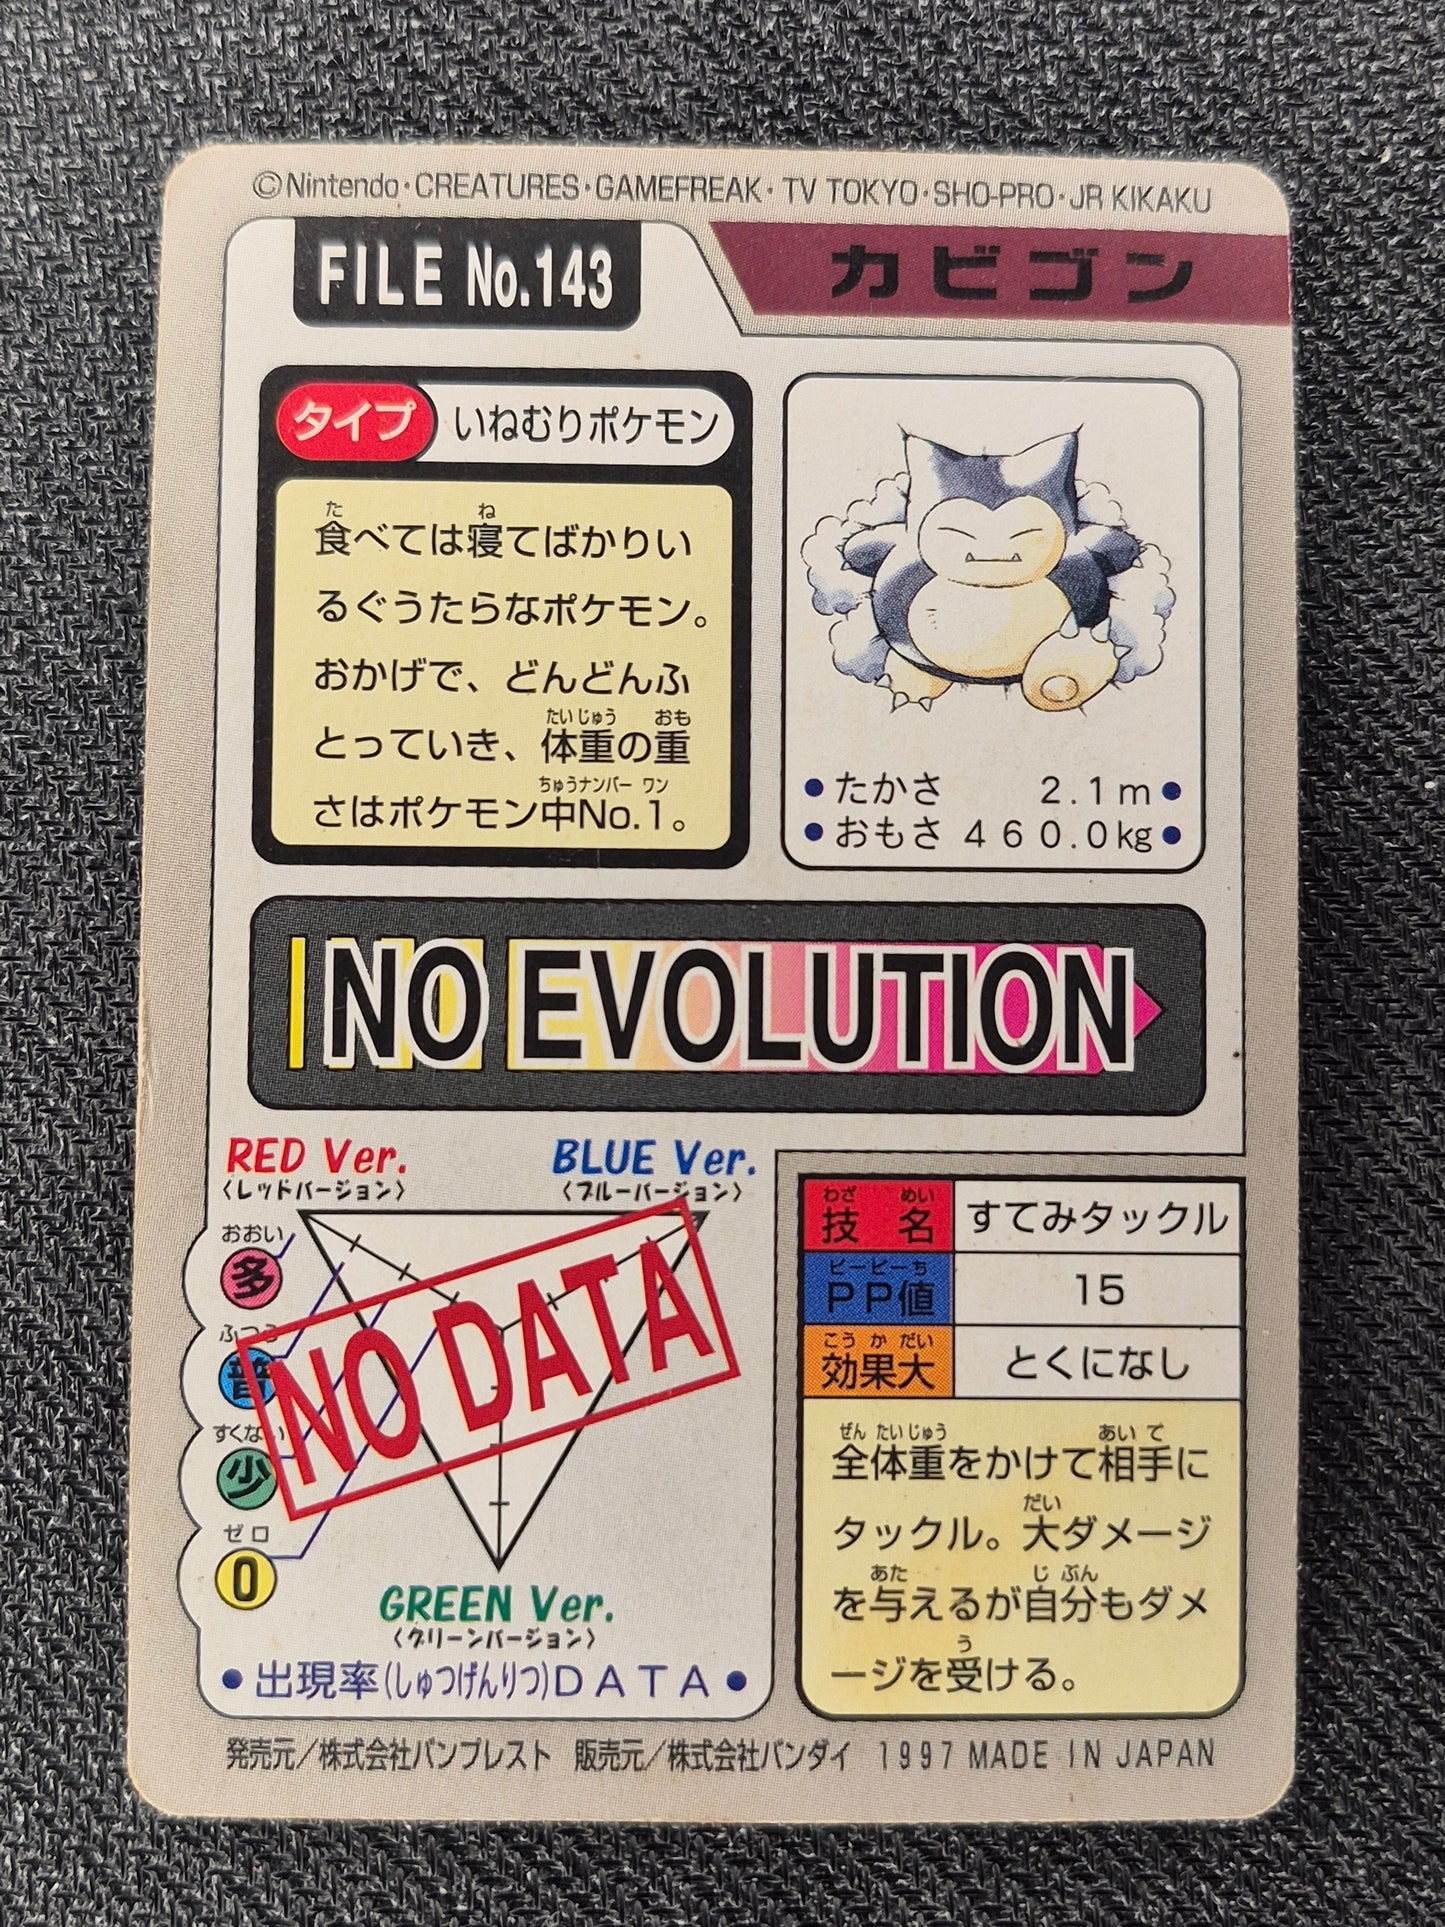 ©Nintendo・CREATURES・GAMEFREAK・TV TOKYO・SHO-PRO・JR KIKAKU
FILE No.143
カビゴン
タイプ いねむりポケモン
た ね
食べては寝てばかりい
るぐうたらなポケモン。
おかげで、どんどんふ
たいじゅう おも
とっていき、体重の重
ちゅうナンバー ワン
さはポケモン中No.1。
●たかさ 2.1m●
●おもさ 460.0kg●
NO EVOLUTION
RED Ver.
〈レッドバージョン〉
BLUE Ver.
〈ブルーバージョン〉
おおい
多
ふつう
普
すくない
少
ゼロ
0
NO DATA
GREEN Ver.
〈グリーンバージョン〉
●出現率(しゅつげんりつ)DATA●
わざ めい
技名 すてみタックル
ピーピーち
PP値 15
こうかだい
効果大 とくになし
ぜんたいじゅう あいて
全体重をかけて相手に
だい
タックル。大ダメージ
あた じぶん
を与えるが自分もダメ
う
ージを受ける。
発売元／株式会社バンプレスト 販売元／株式会社バンダイ 1997 MADE IN JAPAN